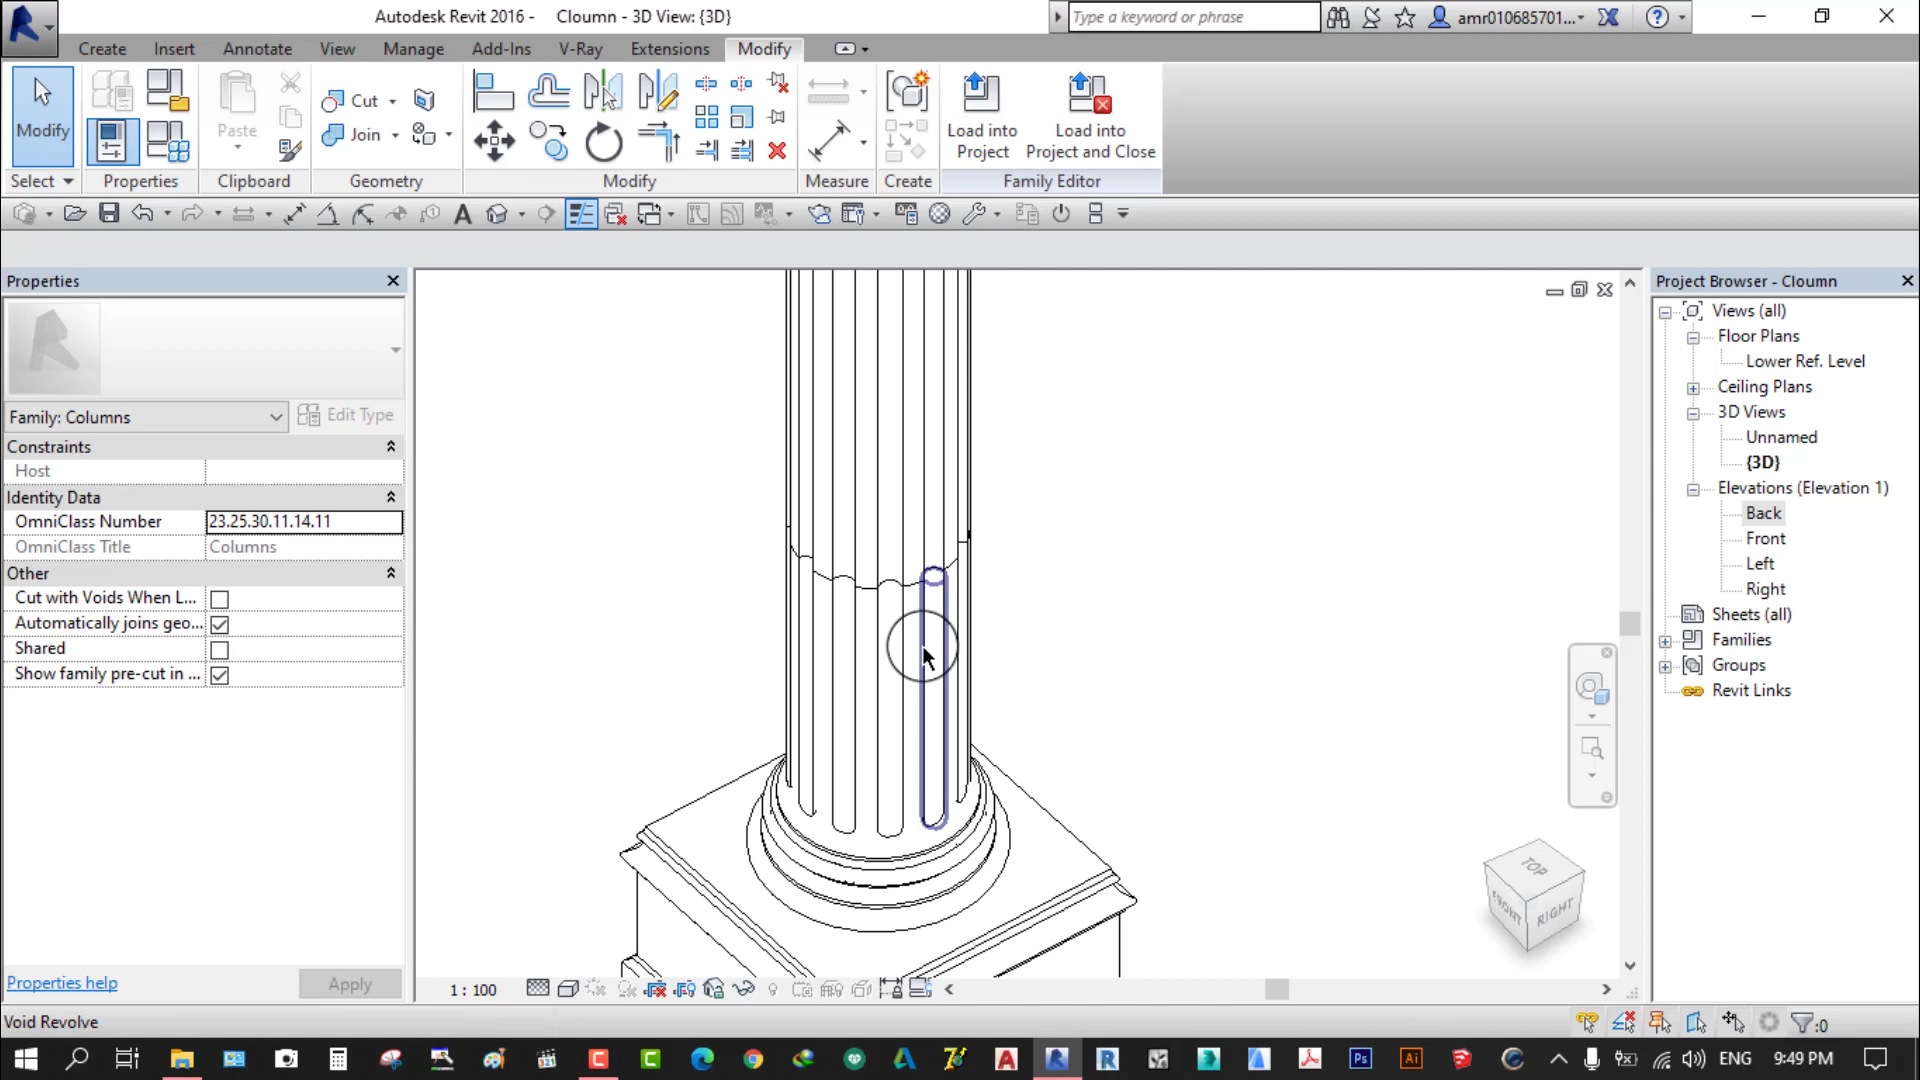 Autodesk Revit 2016 - Cloumn - 3D View: {3D}
Type a keyword or phrase
amr010685701...
Create Insert Annotate View Manage Add-Ins V-Ray Extensions Modify
Modify
Paste
Cut
Join
Load into Project
Load into Project and Close
Select Properties Clipboard Geometry Modify Measure Create Family Editor
Properties
Family: Columns
Edit Type
Constraints
Host
Identity Data
OmniClass Number 23.25.30.11.14.11
OmniClass Title Columns
Other
Cut with Voids When L...
Automatically joins geo...
Shared
Show family pre-cut in ...
Properties help
Apply
TOP
FRONT
RIGHT
1 : 100
Project Browser - Cloumn
Views (all)
Floor Plans
Lower Ref. Level
Ceiling Plans
3D Views
Unnamed
{3D}
Elevations (Elevation 1)
Back
Front
Left
Right
Sheets (all)
Families
Groups
Revit Links
Void Revolve
:0
ENG 9:49 PM